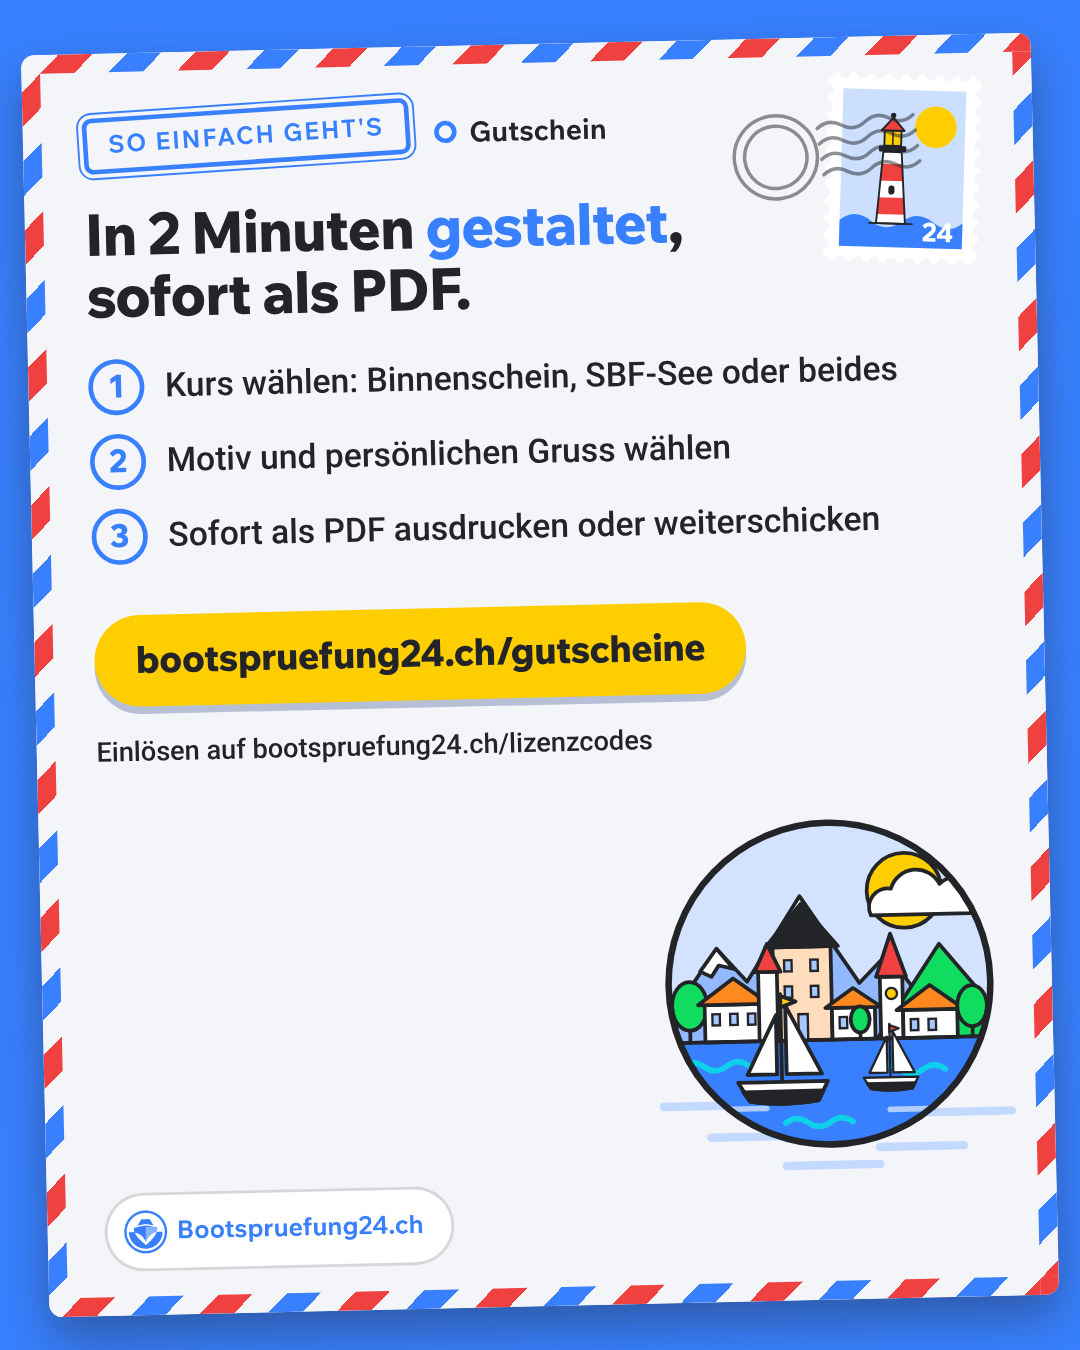 SO EINFACH GEHT'S
Gutschein
24
In 2 Minuten gestaltet,
sofort als PDF.
1 Kurs wählen: Binnenschein, SBF-See oder beides
2 Motiv und persönlichen Gruss wählen
3 Sofort als PDF ausdrucken oder weiterschicken
bootspruefung24.ch/gutscheine
Einlösen auf bootspruefung24.ch/lizenzcodes
Bootspruefung24.ch